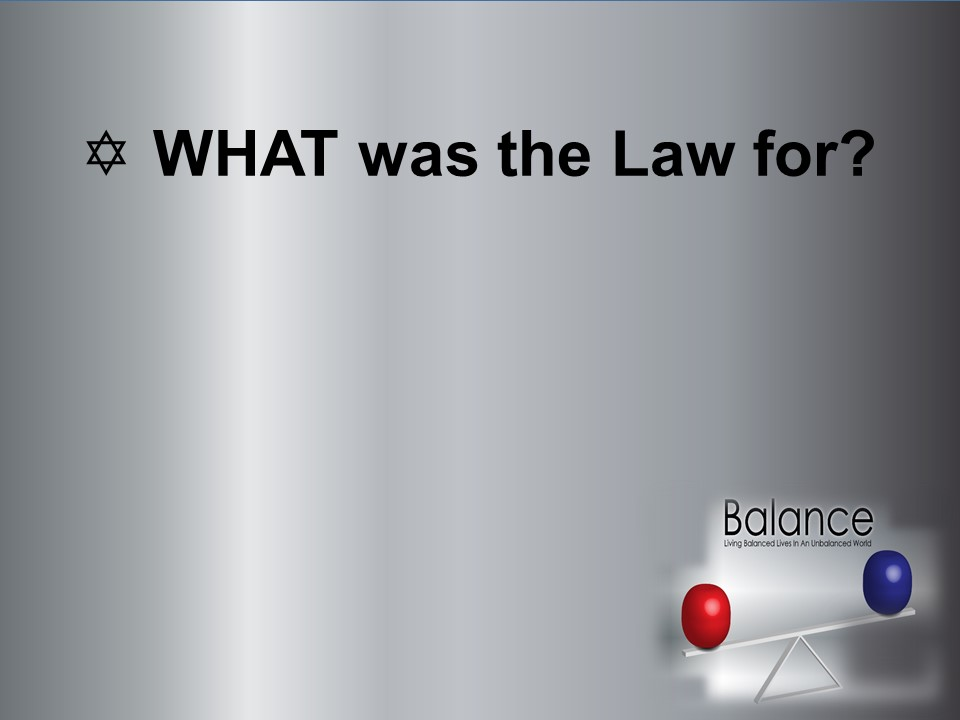 ✡ WHAT was the Law for?
Balance
Living Balanced Lives In An Unbalanced World